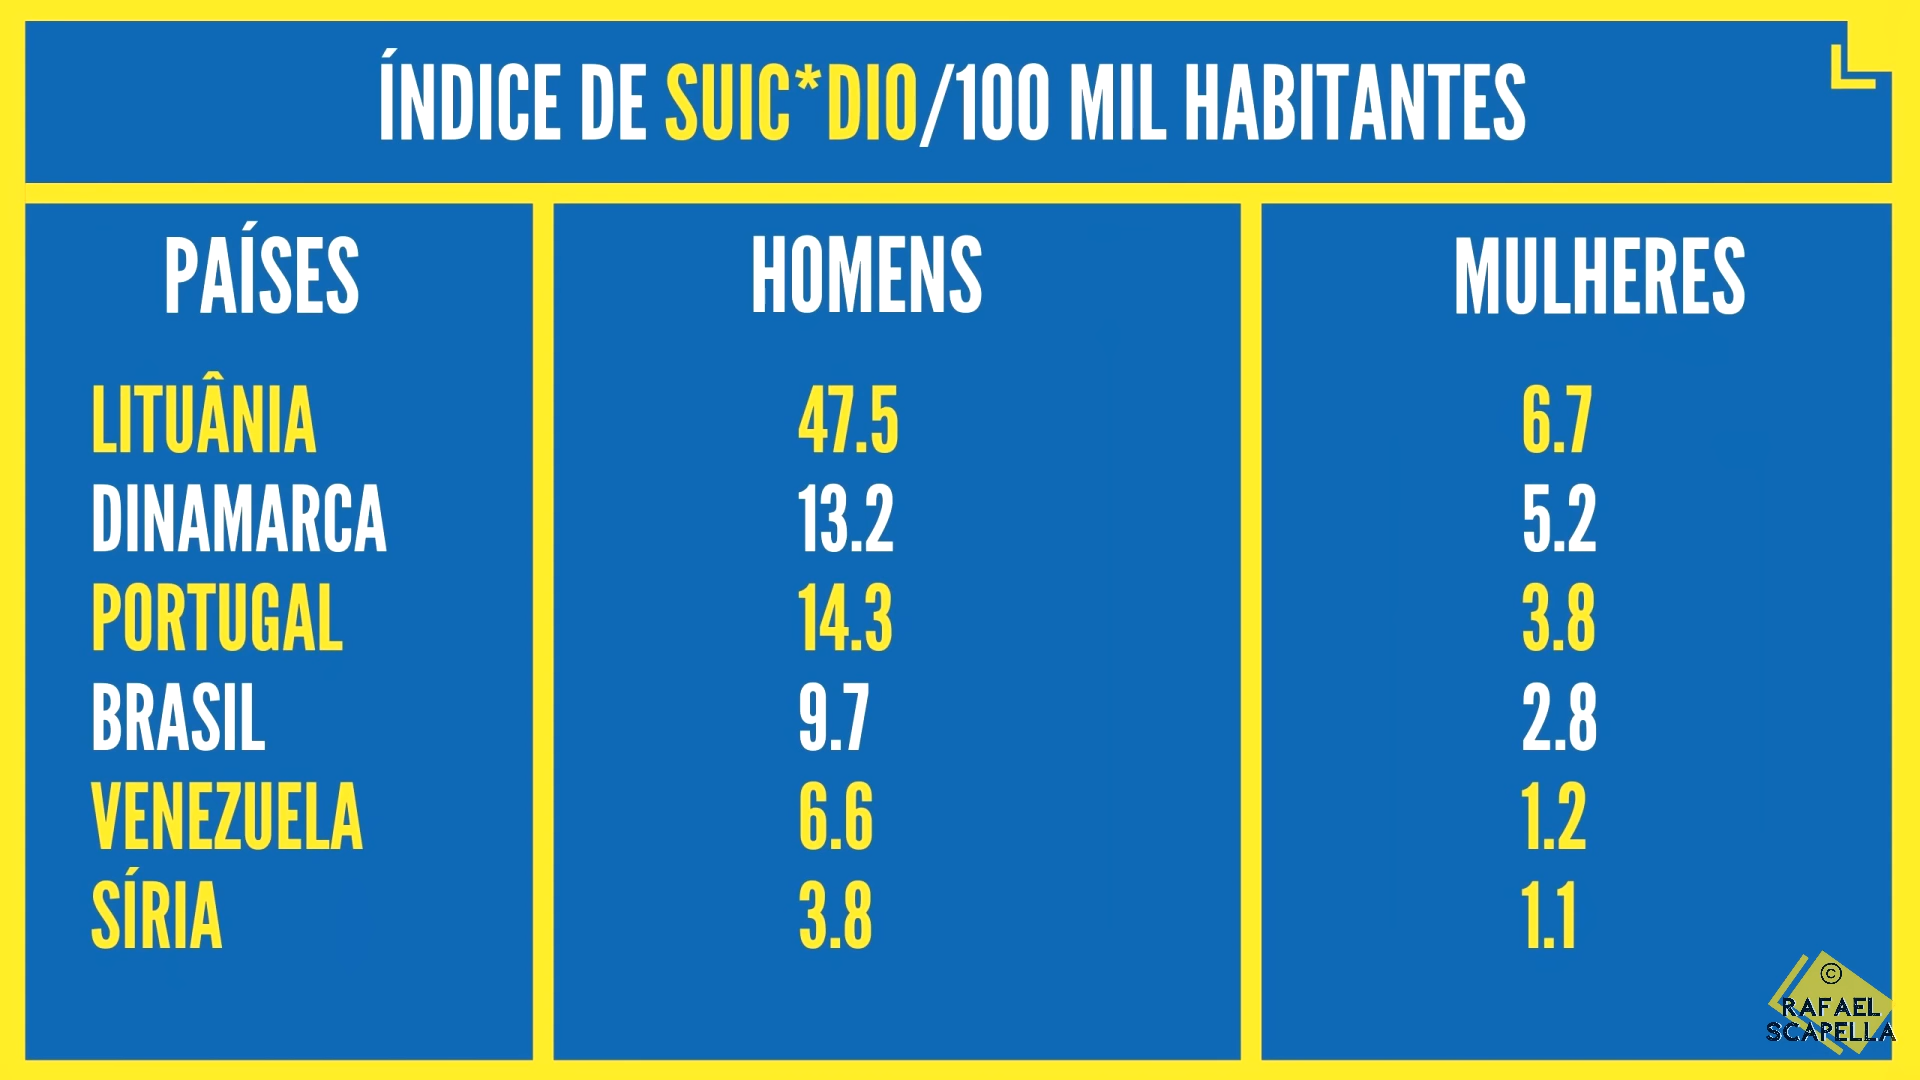 ÍNDICE DE SUIC*DIO/100 MIL HABITANTES
PAÍSES HOMENS MULHERES
LITUÂNIA 47.5 6.7
DINAMARCA 13.2 5.2
PORTUGAL 14.3 3.8
BRASIL 9.7 2.8
VENEZUELA 6.6 1.2
SÍRIA 3.8 1.1
©
RAFAEL
SCAPELLA